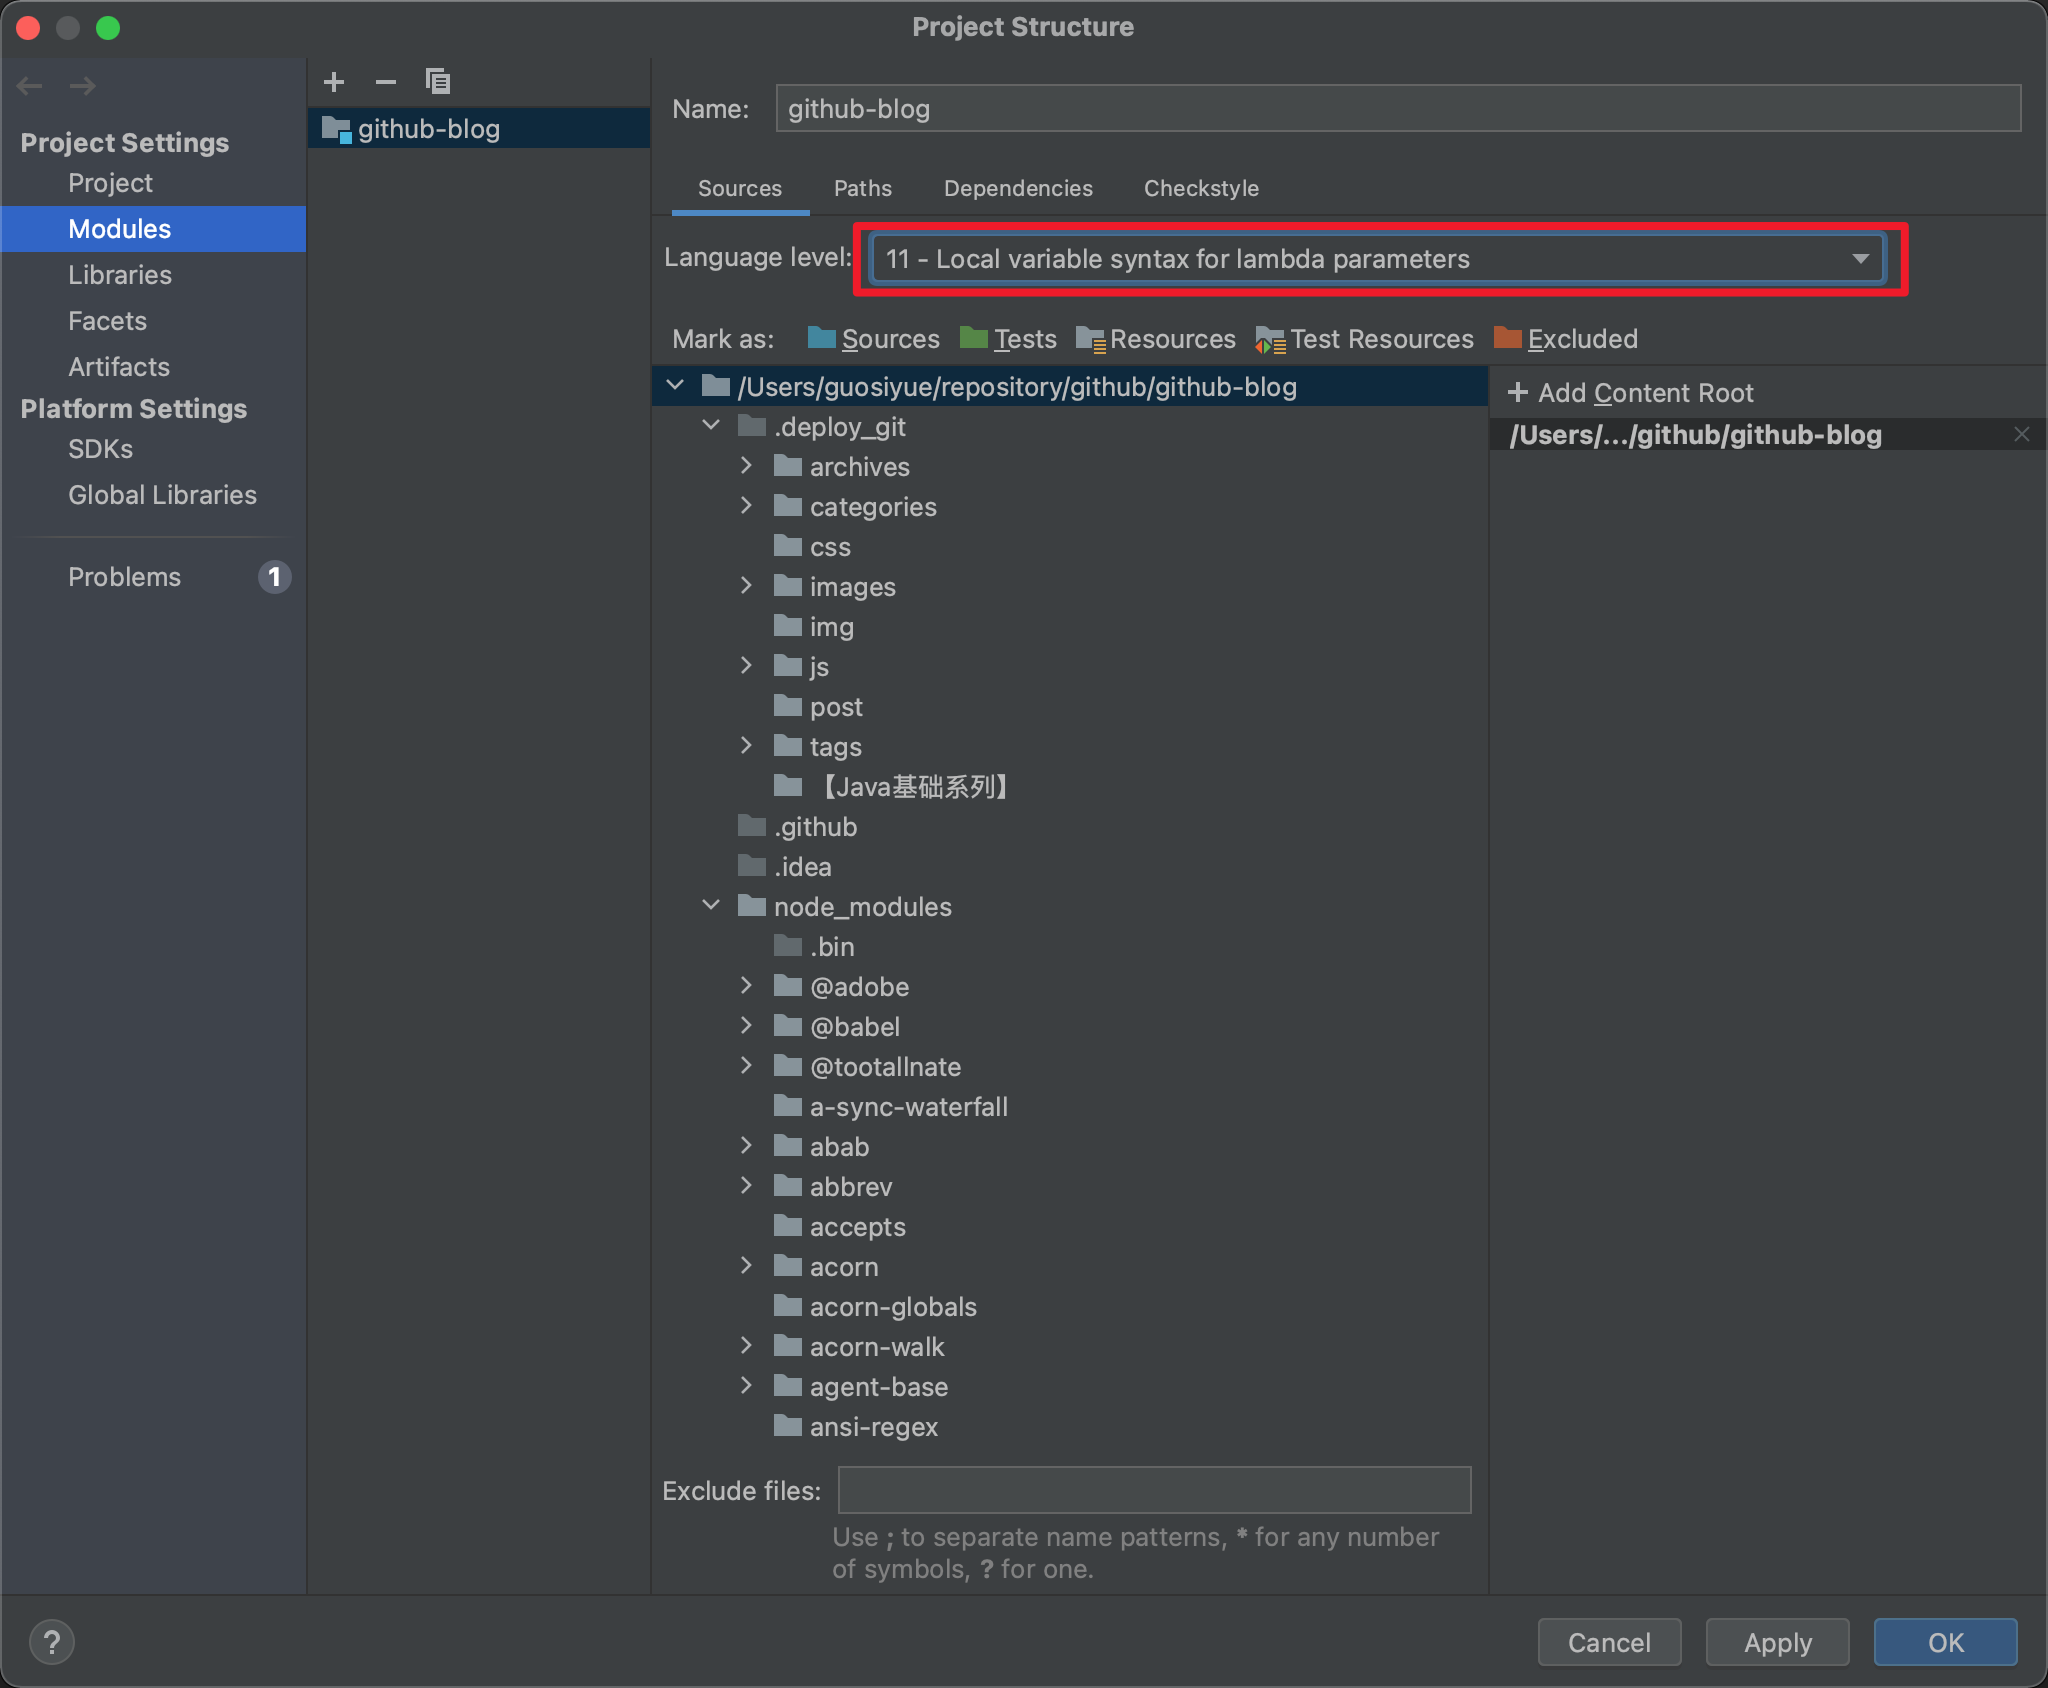 Project Structure
Project Settings
Project
Modules
Libraries
Facets
Artifacts
Platform Settings
SDKs
Global Libraries
Problems 1
github-blog
Name: github-blog
Sources Paths Dependencies Checkstyle
Language level: 11 - Local variable syntax for lambda parameters
Mark as: Sources Tests Resources Test Resources Excluded
/Users/guosiyue/repository/github/github-blog
.deploy_git
archives
categories
css
images
img
js
post
tags
【Java基础系列】
.github
.idea
node_modules
.bin
@adobe
@babel
@tootallnate
a-sync-waterfall
abab
abbrev
accepts
acorn
acorn-globals
acorn-walk
agent-base
ansi-regex
Add Content Root
/Users/.../github/github-blog
Exclude files:
Use ; to separate name patterns, * for any number
of symbols, ? for one.
?
Cancel Apply OK